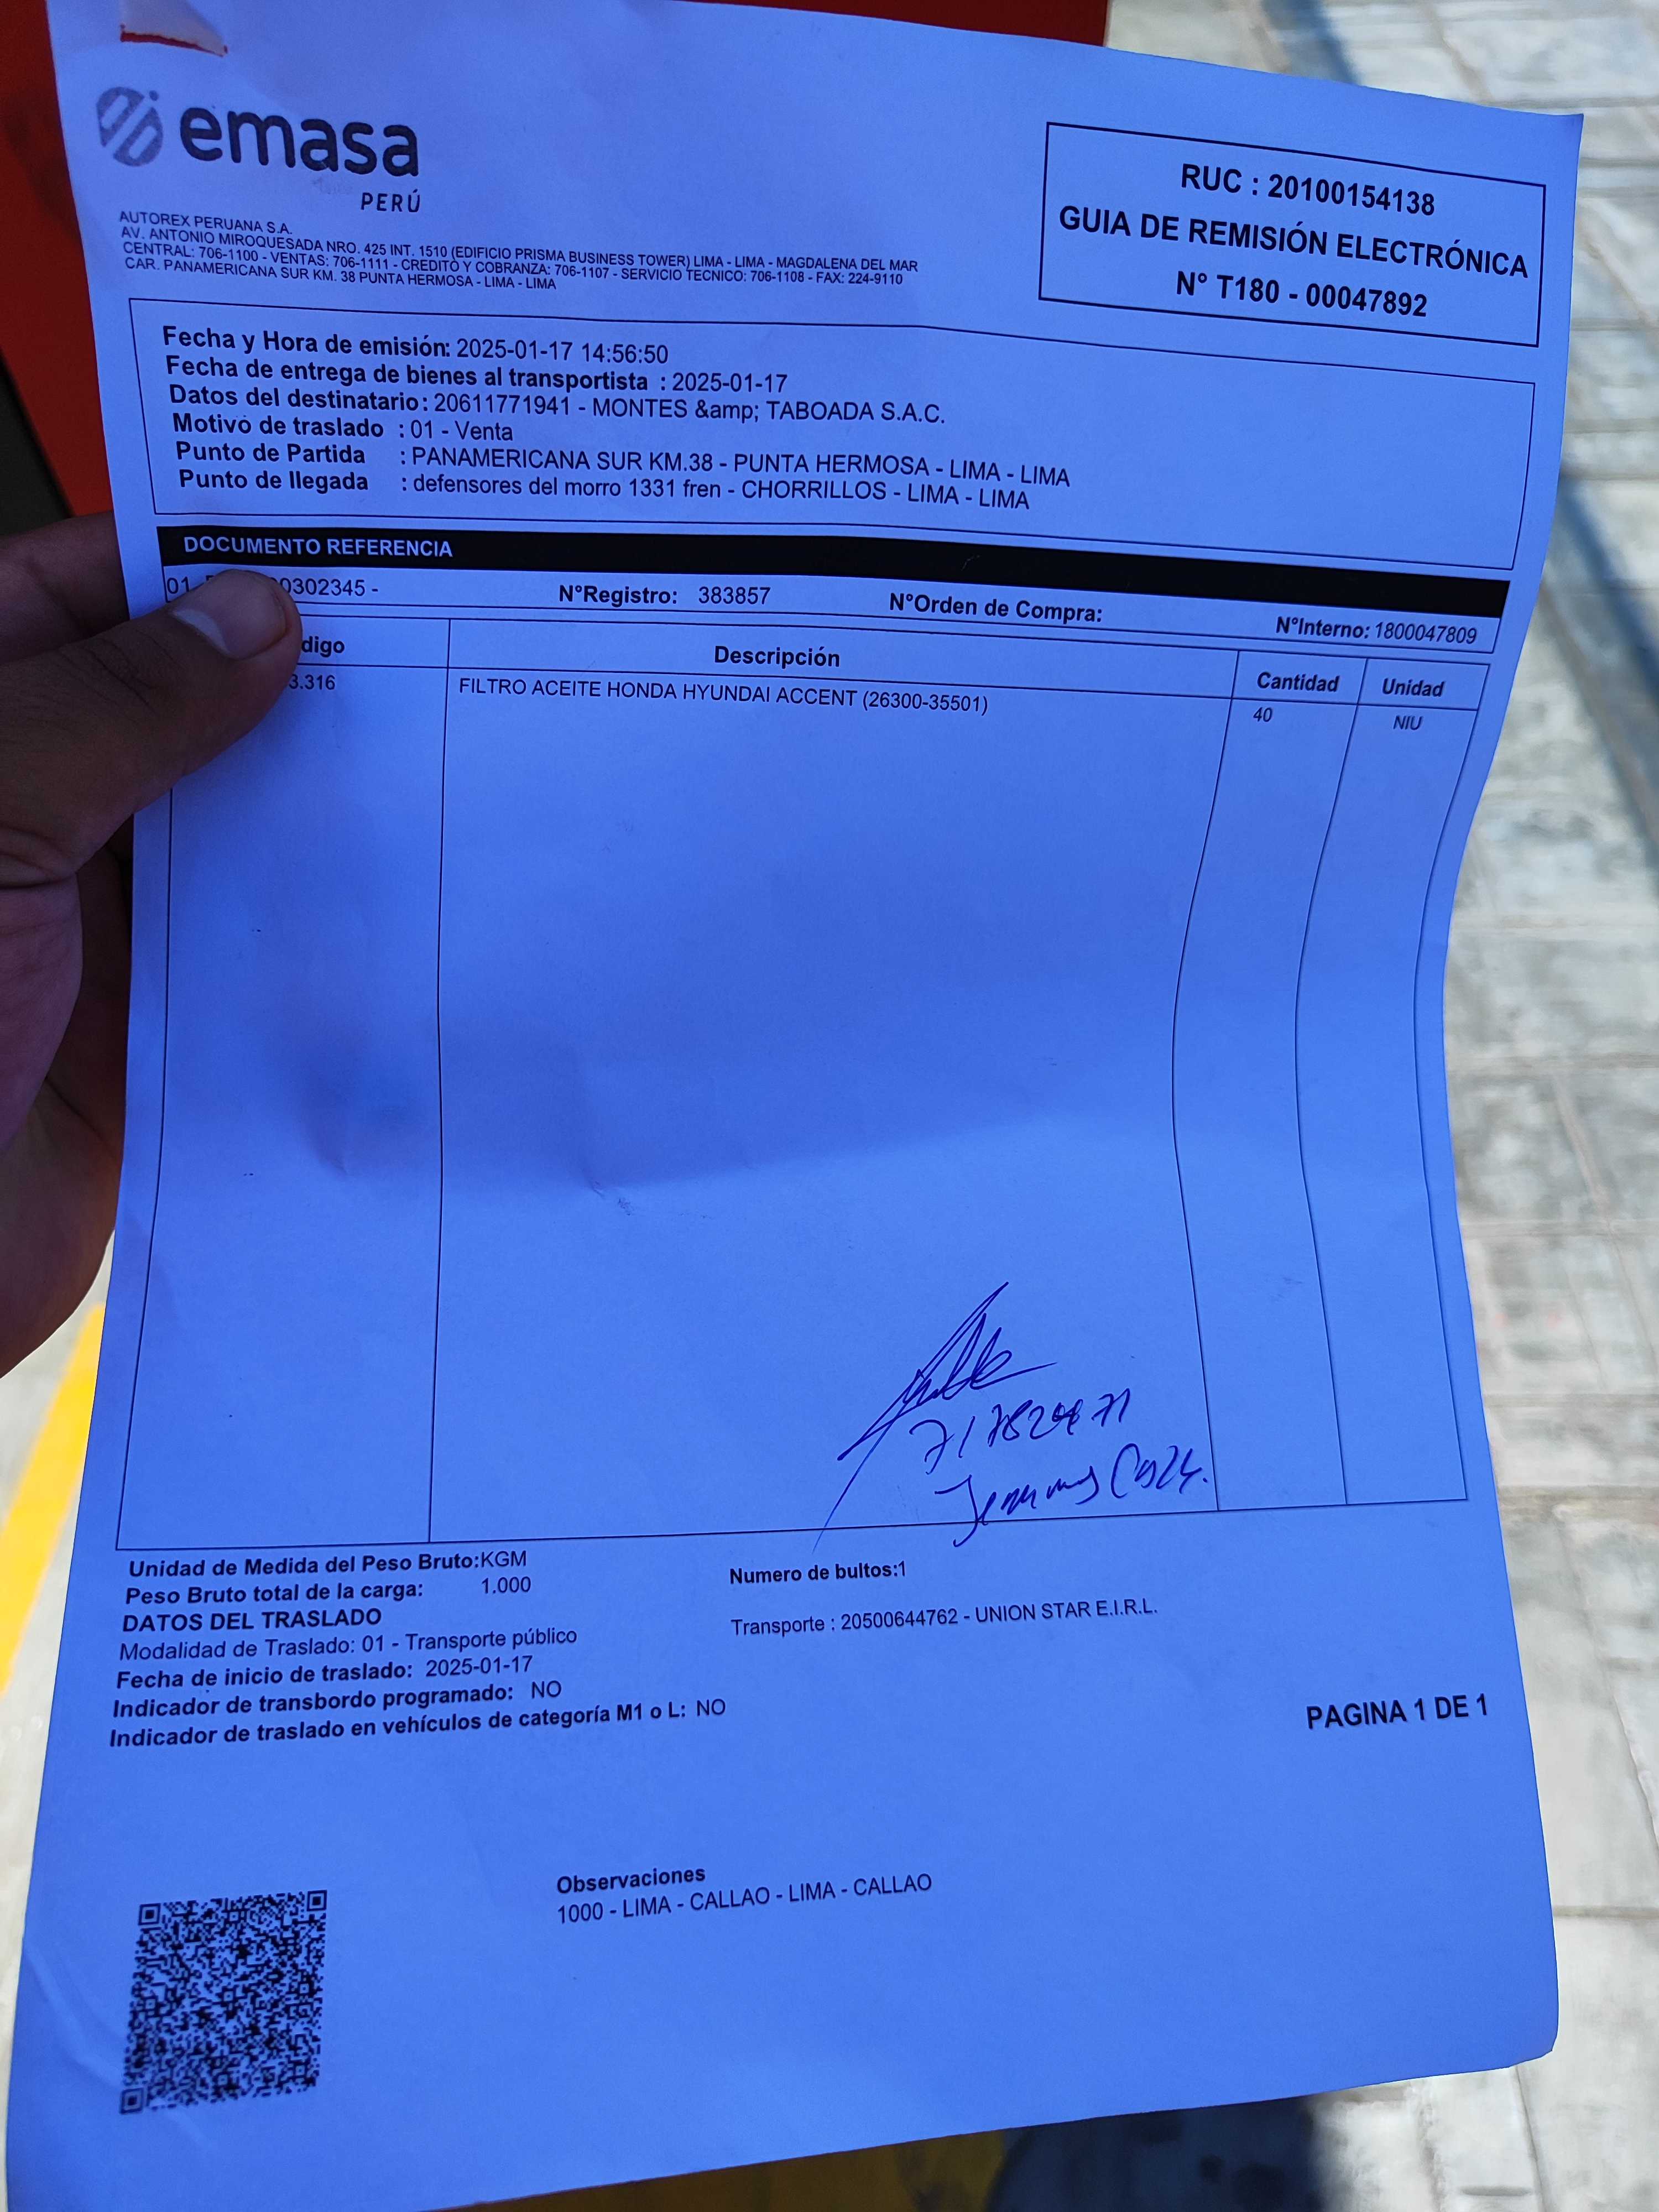 emasa
PERÚ
AUTOREX PERUANA S.A.
AV. ANTONIO MIROQUESADA NRO. 425 INT. 1510 (EDIFICIO PRISMA BUSINESS TOWER) LIMA - LIMA - MAGDALENA DEL MAR
CENTRAL: 706-1100 - VENTAS: 706-1111 - CREDITO Y COBRANZA: 706-1107 - SERVICIO TECNICO: 706-1108 - FAX: 224-9110
CAR. PANAMERICANA SUR KM. 38 PUNTA HERMOSA - LIMA - LIMA
RUC : 20100154138
GUIA DE REMISIÓN ELECTRÓNICA
N° T180 - 00047892
Fecha y Hora de emisión: 2025-01-17 14:56:50
Fecha de entrega de bienes al transportista : 2025-01-17
Datos del destinatario: 20611771941 - MONTES &amp; TABOADA S.A.C.
Motivo de traslado : 01 - Venta
Punto de Partida : PANAMERICANA SUR KM.38 - PUNTA HERMOSA - LIMA - LIMA
Punto de llegada : defensores del morro 1331 fren - CHORRILLOS - LIMA - LIMA
DOCUMENTO REFERENCIA
01 0302345 - N°Registro: 383857 N°Orden de Compra: N°Interno: 1800047809
digo Descripción Cantidad Unidad
3.316 FILTRO ACEITE HONDA HYUNDAI ACCENT (26300-35501) 40 NIU
Unidad de Medida del Peso Bruto:KGM
Peso Bruto total de la carga: 1.000
Numero de bultos:1
DATOS DEL TRASLADO
Modalidad de Traslado: 01 - Transporte público
Transporte : 20500644762 - UNION STAR E.I.R.L.
Fecha de inicio de traslado: 2025-01-17
Indicador de transbordo programado: NO
Indicador de traslado en vehículos de categoría M1 o L: NO
PAGINA 1 DE 1
Observaciones
1000 - LIMA - CALLAO - LIMA - CALLAO